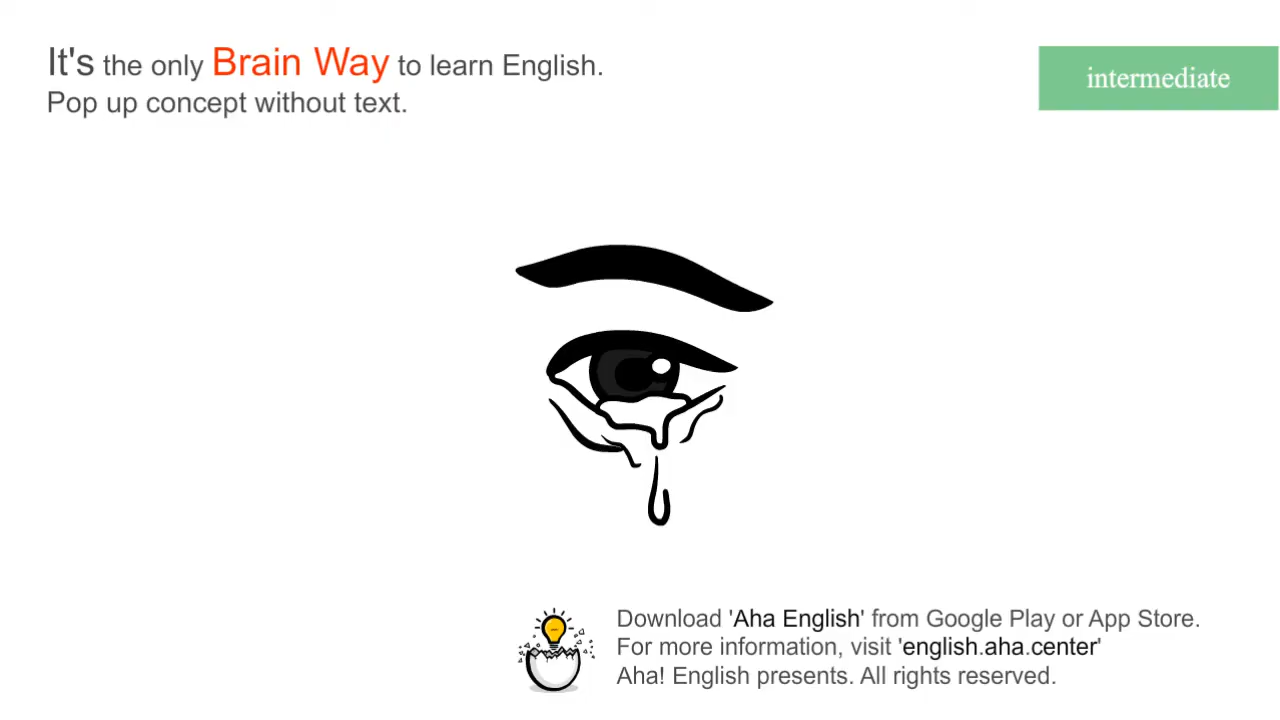 It's the only Brain Way to learn English.
Pop up concept without text.
intermediate
Download 'Aha English' from Google Play or App Store.
For more information, visit 'english.aha.center'
Aha! English presents. All rights reserved.